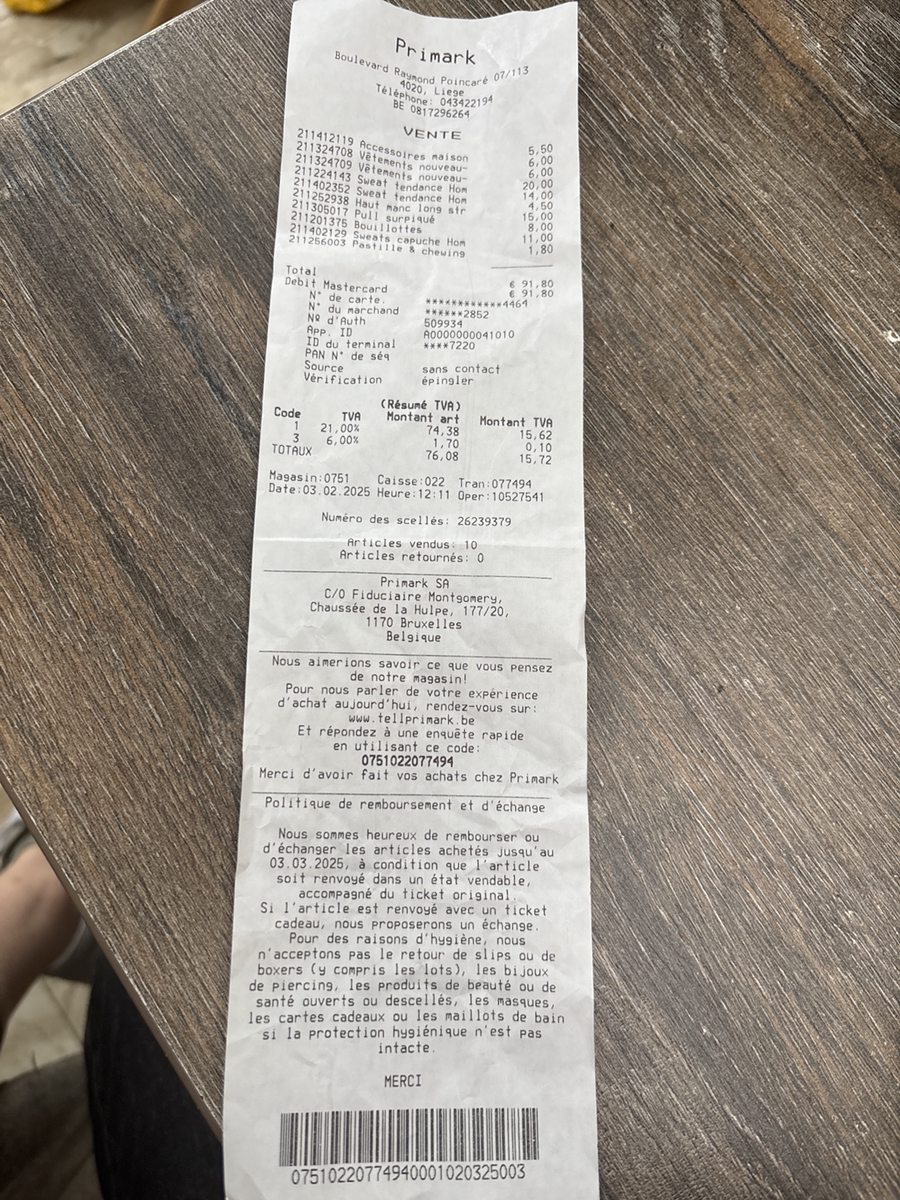 Primark
Boulevard Raymond Poincaré 07/113
4020, Liege
Téléphone: 043422194
BE 0817296264
VENTE
211412119 Accessoires maison 5,50
211324708 Vêtements nouveau- 6,00
211324709 Vêtements nouveau- 6,00
211224143 Sweat tendance Hom 20,00
211402352 Sweat tendance Hom 14,00
211252938 Haut manc long str 4,50
211305017 Pull surpiqué 15,00
211201375 Bouillottes 8,00
211402129 Sweats capuche Hom 11,00
211256003 Pastille & chewing 1,80
Total € 91,80
Debit Mastercard € 91,80
N° de carte. ************4464
N° du marchand ******2852
Nº d'Auth 509934
App. ID A0000000041010
ID du terminal ****7220
PAN N° de séq
Source sans contact
Vérification épingler
(Résumé TVA)
Code TVA Montant art Montant TVA
1 21,00% 74,38 15,62
3 6,00% 1,70 0,10
TOTAUX 76,08 15,72
Magasin:0751 Caisse:022 Tran:077494
Date:03.02.2025 Heure:12:11 Oper:10527541
Numéro des scellés: 26239379
Articles vendus: 10
Articles retournés: 0
Primark SA
C/O Fiduciaire Montgomery,
Chaussée de la Hulpe, 177/20,
1170 Bruxelles
Belgique
Nous aimerions savoir ce que vous pensez
de notre magasin!
Pour nous parler de votre expérience
d'achat aujourd'hui, rendez-vous sur:
www.tellprimark.be
Et répondez à une enquête rapide
en utilisant ce code:
0751022077494
Merci d'avoir fait vos achats chez Primark
Politique de remboursement et d'échange
Nous sommes heureux de rembourser ou
d'échanger les articles achetés jusqu'au
03.03.2025, à condition que l'article
soit renvoyé dans un état vendable,
accompagné du ticket original.
Si l'article est renvoyé avec un ticket
cadeau, nous proposerons un échange.
Pour des raisons d'hygiène, nous
n'acceptons pas le retour de slips ou de
boxers (y compris les lots), les bijoux
de piercing, les produits de beauté ou de
santé ouverts ou descellés, les masques,
les cartes cadeaux ou les maillots de bain
si la protection hygiénique n'est pas
intacte.
MERCI
07510220774940001020325003